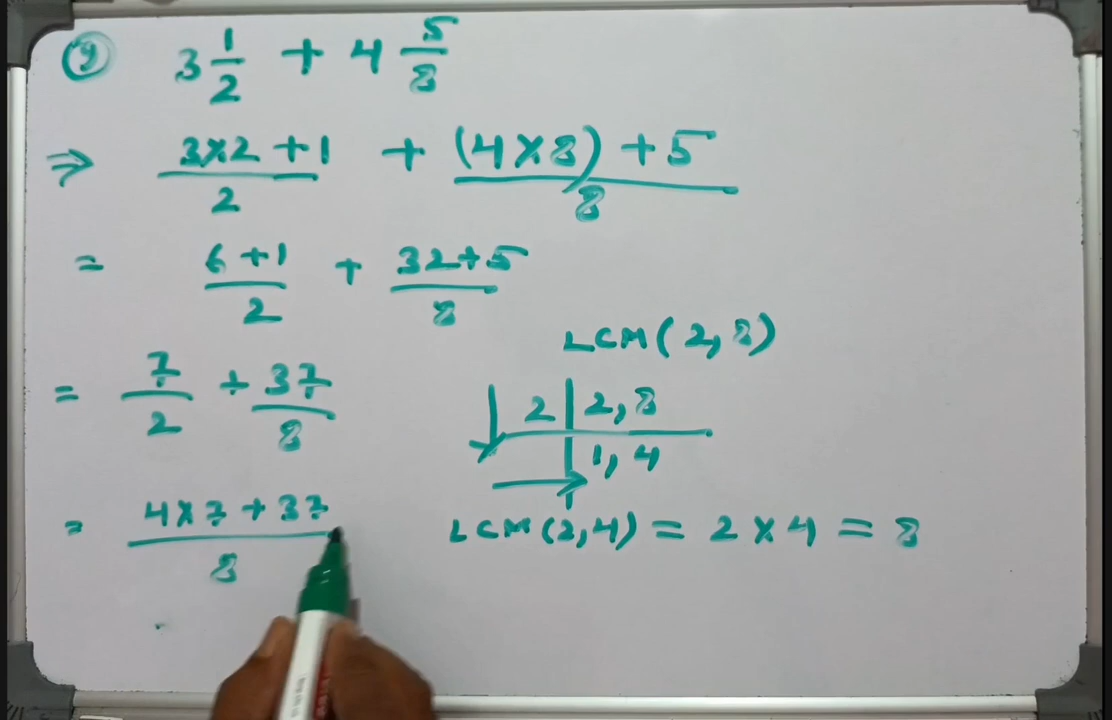 9 3 1/2 + 4 5/8
⇒ 3×2+1/2 + (4×8)+5/8
= 6+1/2 + 32+5/8
= 7/2 + 37/8
LCM(2,8)
2 | 2, 8
1, 4
= 4×7+37/8
LCM(2,4) = 2×4 = 8